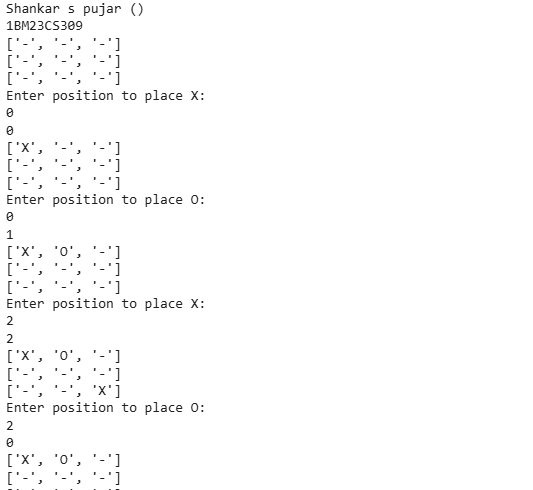 Shankar s pujar ()
1BM23CS309
['-', '-', '-']
['-', '-', '-']
['-', '-', '-']
Enter position to place X:
0
0
['X', '-', '-']
['-', '-', '-']
['-', '-', '-']
Enter position to place O:
0
1
['X', 'O', '-']
['-', '-', '-']
['-', '-', '-']
Enter position to place X:
2
2
['X', 'O', '-']
['-', '-', '-']
['-', '-', 'X']
Enter position to place O:
2
0
['X', 'O', '-']
['-', '-', '-']